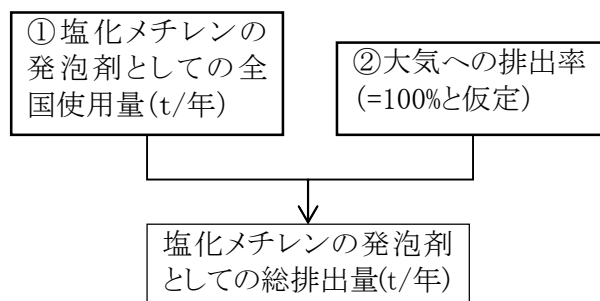 ①塩化メチレンの
発泡剤としての全
国使用量(t/年)
②大気への排出率
(=100%と仮定)
塩化メチレンの発泡剤
としての総排出量(t/年)